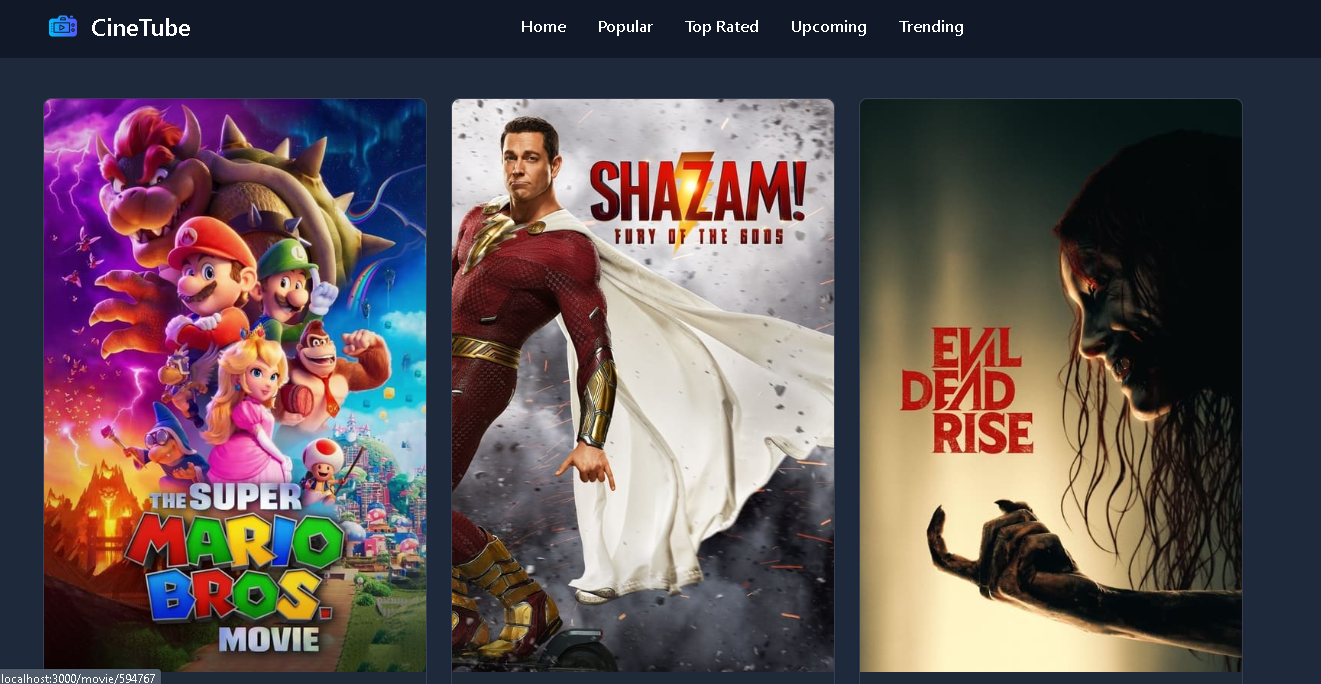 CineTube
Home Popular Top Rated Upcoming Trending
THE SUPER
MARIO
BROS.
MOVIE
SHAZAM!
FURY OF THE GODS
EVIL
DEAD
RISE
localhost:3000/movie/594767